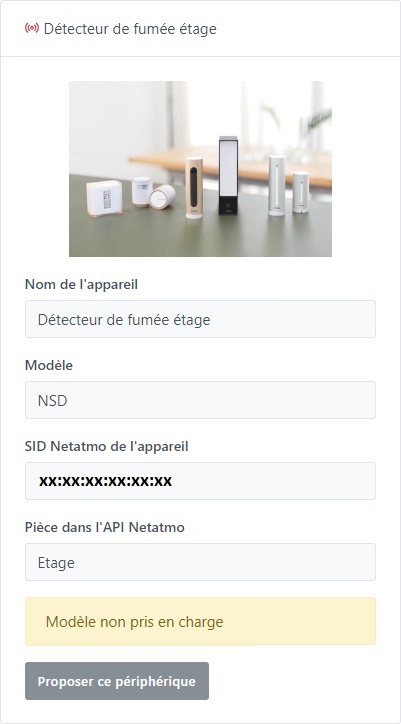 Détecteur de fumée étage
Nom de l'appareil
Détecteur de fumée étage
Modèle
NSD
SID Netatmo de l'appareil
xx:xx:xx:xx:xx:xx
Pièce dans l'API Netatmo
Etage
Modèle non pris en charge
Proposer ce périphérique